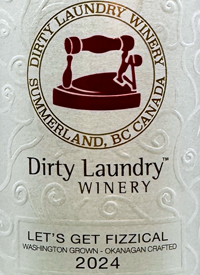 DIRTY LAUNDRY WINERY
SUMMERLAND, BC CANADA
Dirty Laundry™
WINERY
LET'S GET FIZZICAL
WASHINGTON GROWN - OKANAGAN CRAFTED
2024